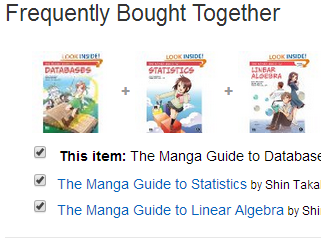 Frequently Bought Together
LOOK INSIDE! LOOK INSIDE! LOOK INSIDE!
DATABASES + STATISTICS + LINEAR ALGEBRA
This item: The Manga Guide to Database
The Manga Guide to Statistics by Shin Taka
The Manga Guide to Linear Algebra by Shi